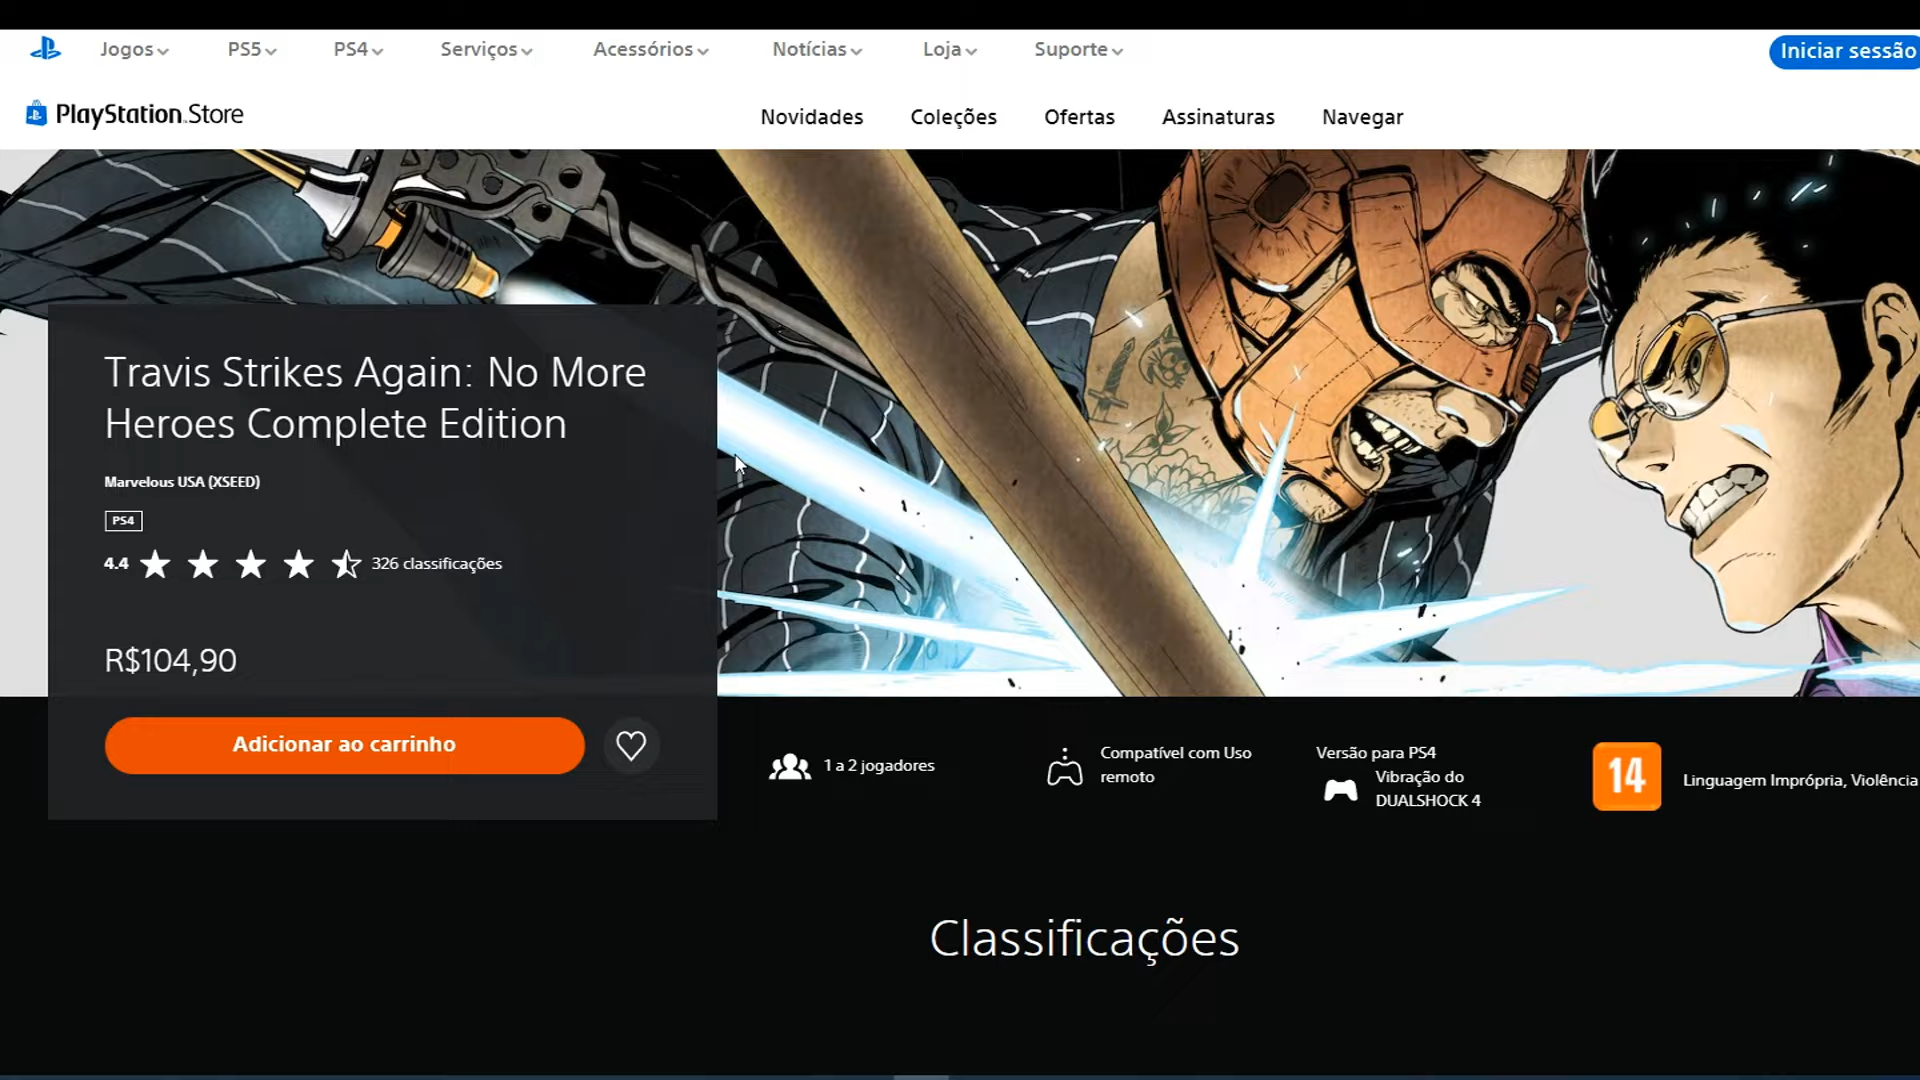 Jogos PS5 PS4 Serviços Acessórios Notícias Loja Suporte Iniciar sessão
PlayStation Store
Novidades Coleções Ofertas Assinaturas Navegar
Travis Strikes Again: No More
Heroes Complete Edition
Marvelous USA (XSEED)
PS4
4.4 326 classificações
R$104,90
Adicionar ao carrinho
1 a 2 jogadores
Compatível com Uso
remoto
Versão para PS4
Vibração do
DUALSHOCK 4
14
Linguagem Imprópria, Violência
Classificações